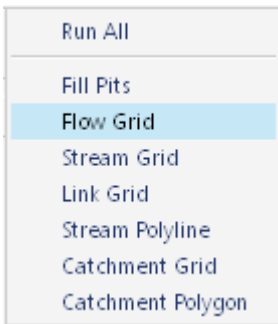 Run All
Fill Pits
Flow Grid
Stream Grid
Link Grid
Stream Polyline
Catchment Grid
Catchment Polygon